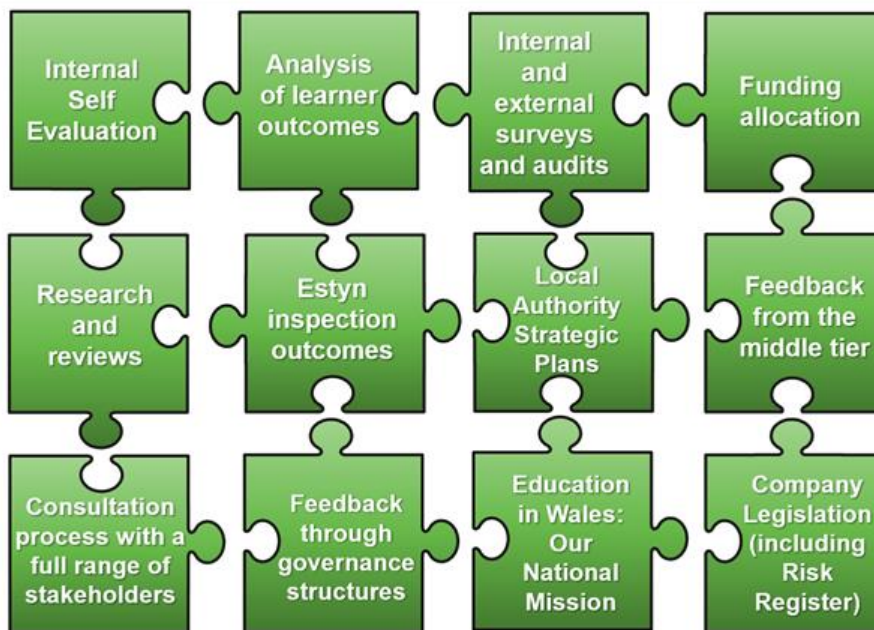 Internal
Self
Evaluation
Analysis
of learner
outcomes
Internal
and
external
surveys
and audits
Funding
allocation
Research
and
reviews
Estyn
inspection
outcomes
Local
Authority
Strategic
Plans
Feedback
from the
middle tier
Consultation
process with a
full range of
stakeholders
Feedback
through
governance
structures
Education
in Wales:
Our
National
Mission
Company
Legislation
(including
Risk
Register)